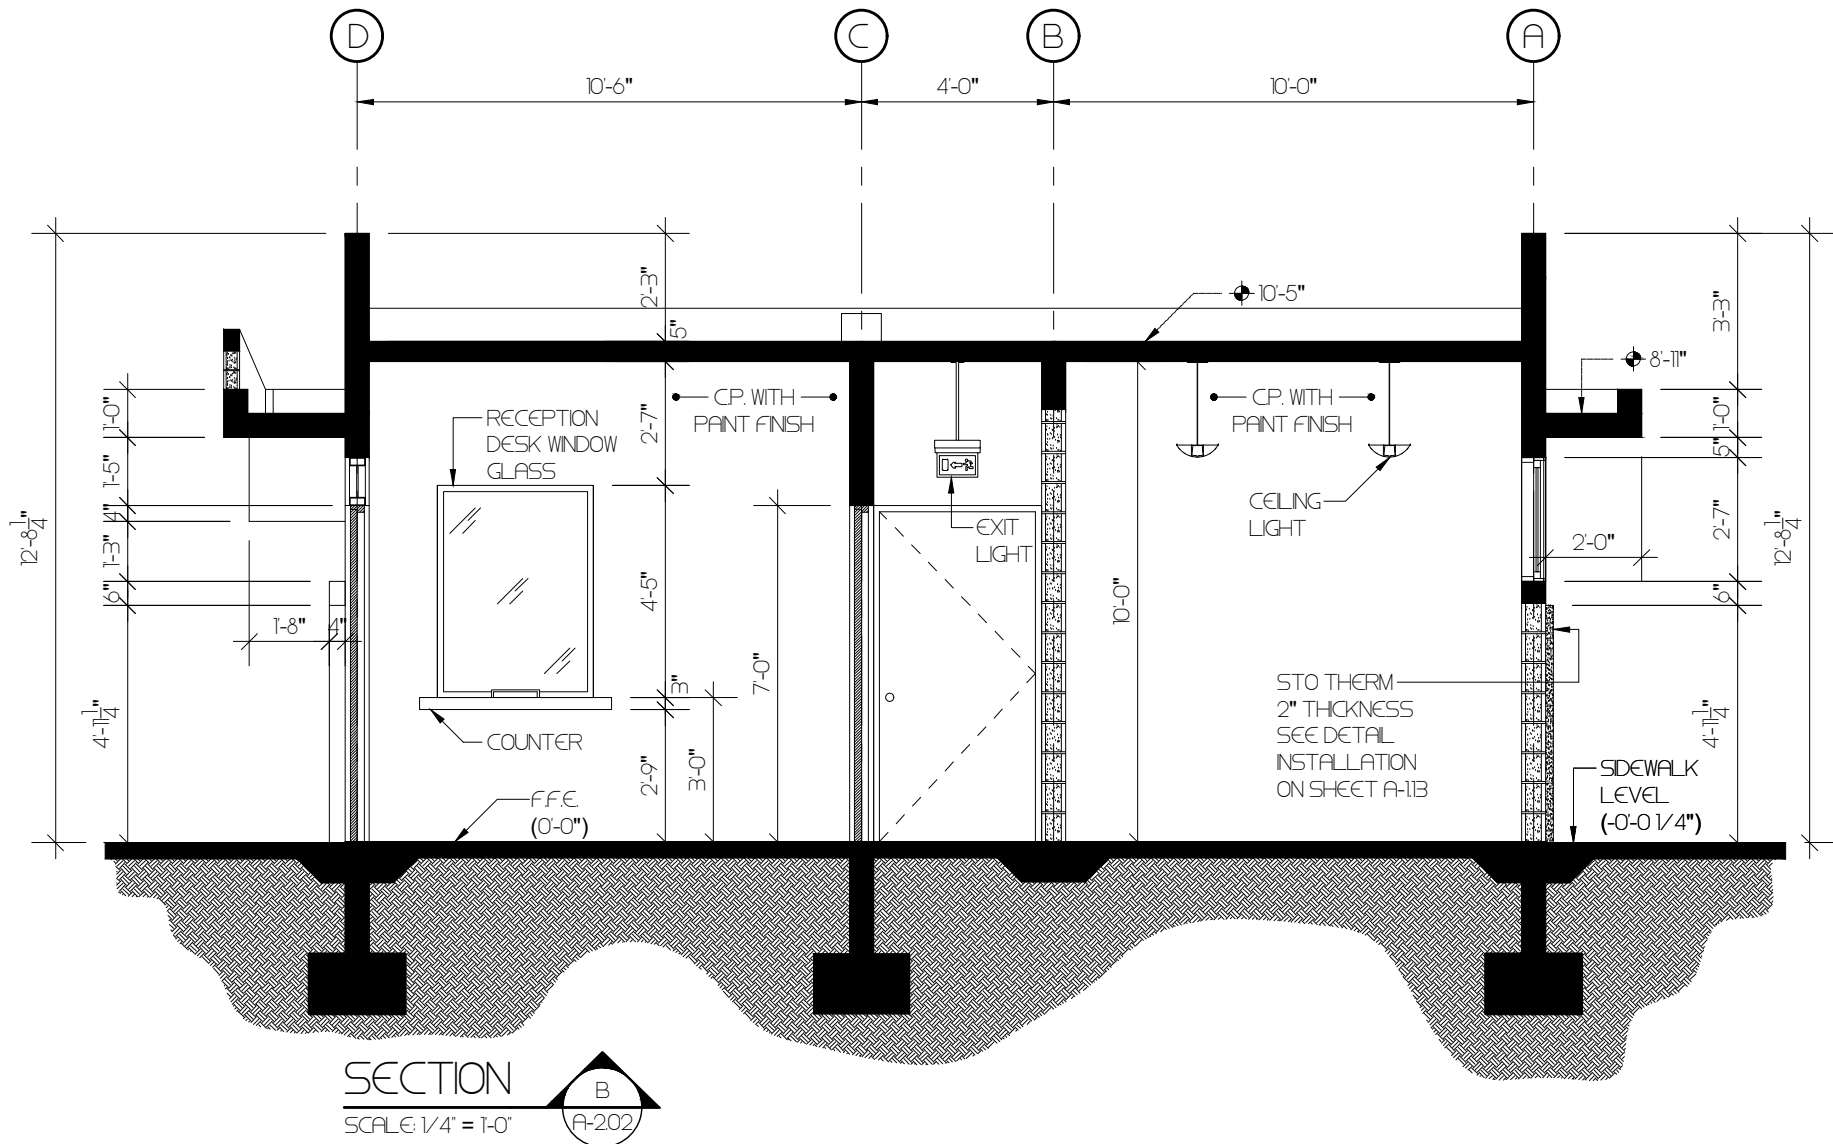 D
C
B
A
10'-6"
4'-0"
10'-0"
2'-3"
5"
10'-5"
3'-3"
8'-11"
1'-0"
1'-5"
4"
1'-3"
6"
4'-11 1/4"
12'-8 1/4"
1'-8"
4"
RECEPTION
DESK WINDOW
GLASS
C.P. WITH
PAINT FINISH
2'-7"
4'-5"
3"
2'-9"
3'-0"
7'-0"
COUNTER
F.F.E.
(0'-0")
EXIT
LIGHT
10'-0"
C.P. WITH
PAINT FINISH
CEILING
LIGHT
STO THERM
2" THICKNESS
SEE DETAIL
INSTALLATION
ON SHEET A-1.13
1'-0"
5"
2'-7"
2'-0"
6"
4'-11 1/4"
12'-8 1/4"
SIDEWALK
LEVEL
(-0'-0 1/4")
SECTION
SCALE: 1/4" = 1'-0"
B
A-2.02